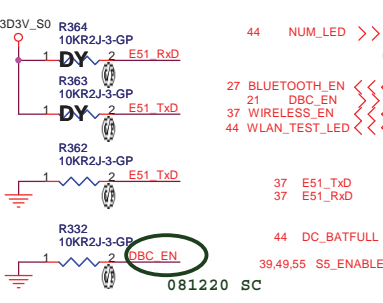 3D3V_S0
R364
10KR2J-3-GP
1 DY 2 E51_RxD
R363
10KR2J-3-GP
1 DY 2 E51_TxD
R362
10KR2J-3-GP
1 2 E51_TxD
R332
10KR2J-3-GP
1 2 DBC_EN
081220 SC
44 NUM_LED
27 BLUETOOTH_EN
21 DBC_EN
37 WIRELESS_EN
44 WLAN_TEST_LED
37 E51_TxD
37 E51_RxD
44 DC_BATFULL
39,49,55 S5_ENABLE